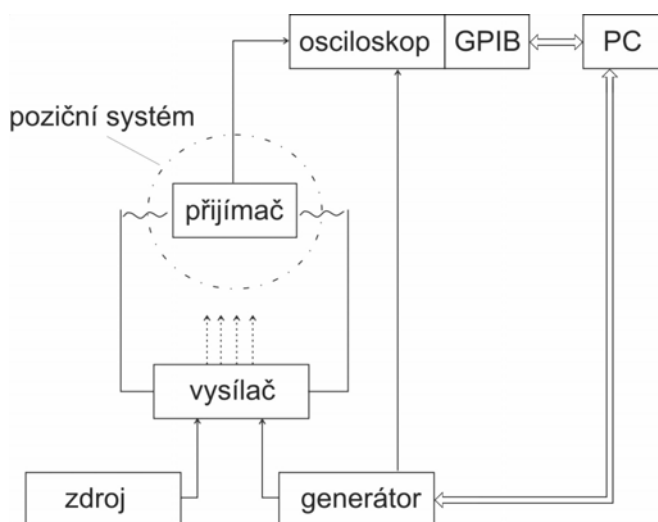 osciloskop GPIB PC
poziční systém
přijímač
vysílač
zdroj generátor